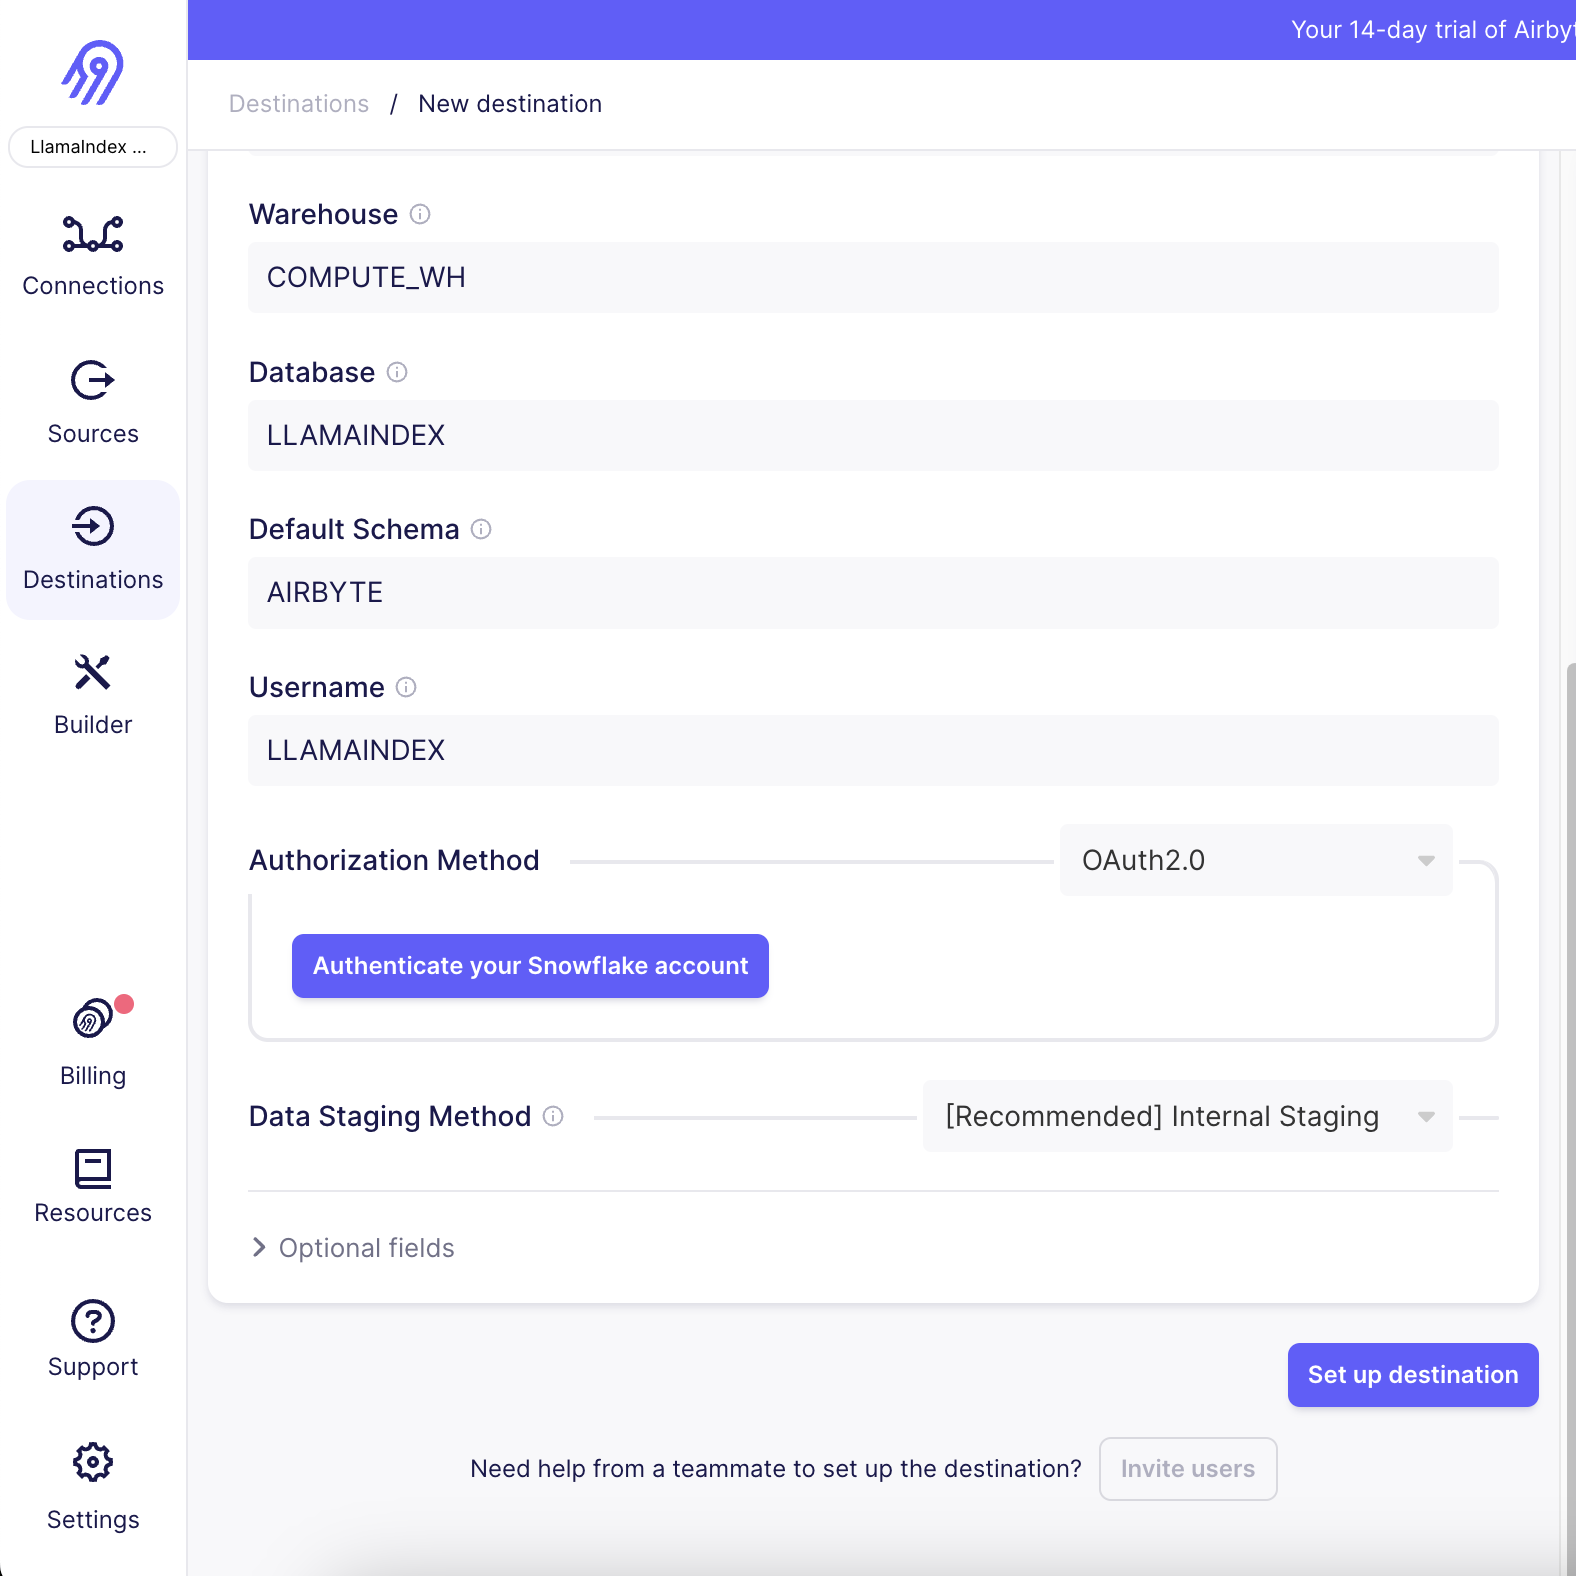 Your 14-day trial of Airbyt
Destinations / New destination
LlamaIndex ...
Connections
Sources
Destinations
Builder
Billing
Resources
Support
Settings
Warehouse
COMPUTE_WH
Database
LLAMAINDEX
Default Schema
AIRBYTE
Username
LLAMAINDEX
Authorization Method
OAuth2.0
Authenticate your Snowflake account
Data Staging Method
[Recommended] Internal Staging
Optional fields
Set up destination
Need help from a teammate to set up the destination?
Invite users